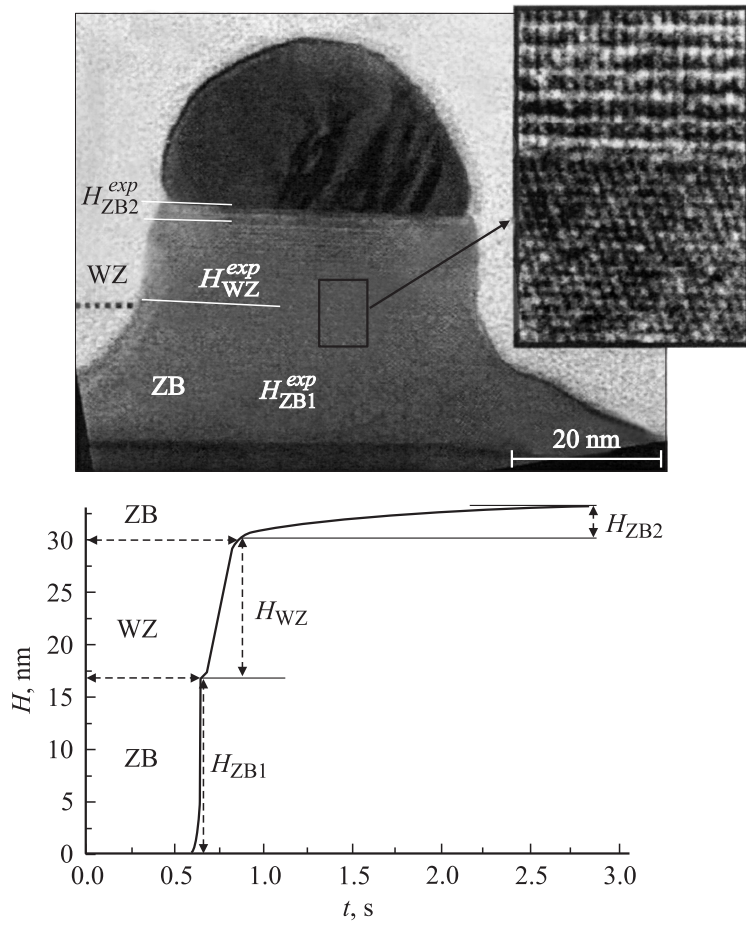 H^exp_ZB2
WZ
H^exp_WZ
ZB
H^exp_ZB1
20 nm
ZB
H_ZB2
30
25
WZ
H_WZ
20
H, nm
15
10
ZB
H_ZB1
5
0
0.0 0.5 1.0 1.5 2.0 2.5 3.0
t, s